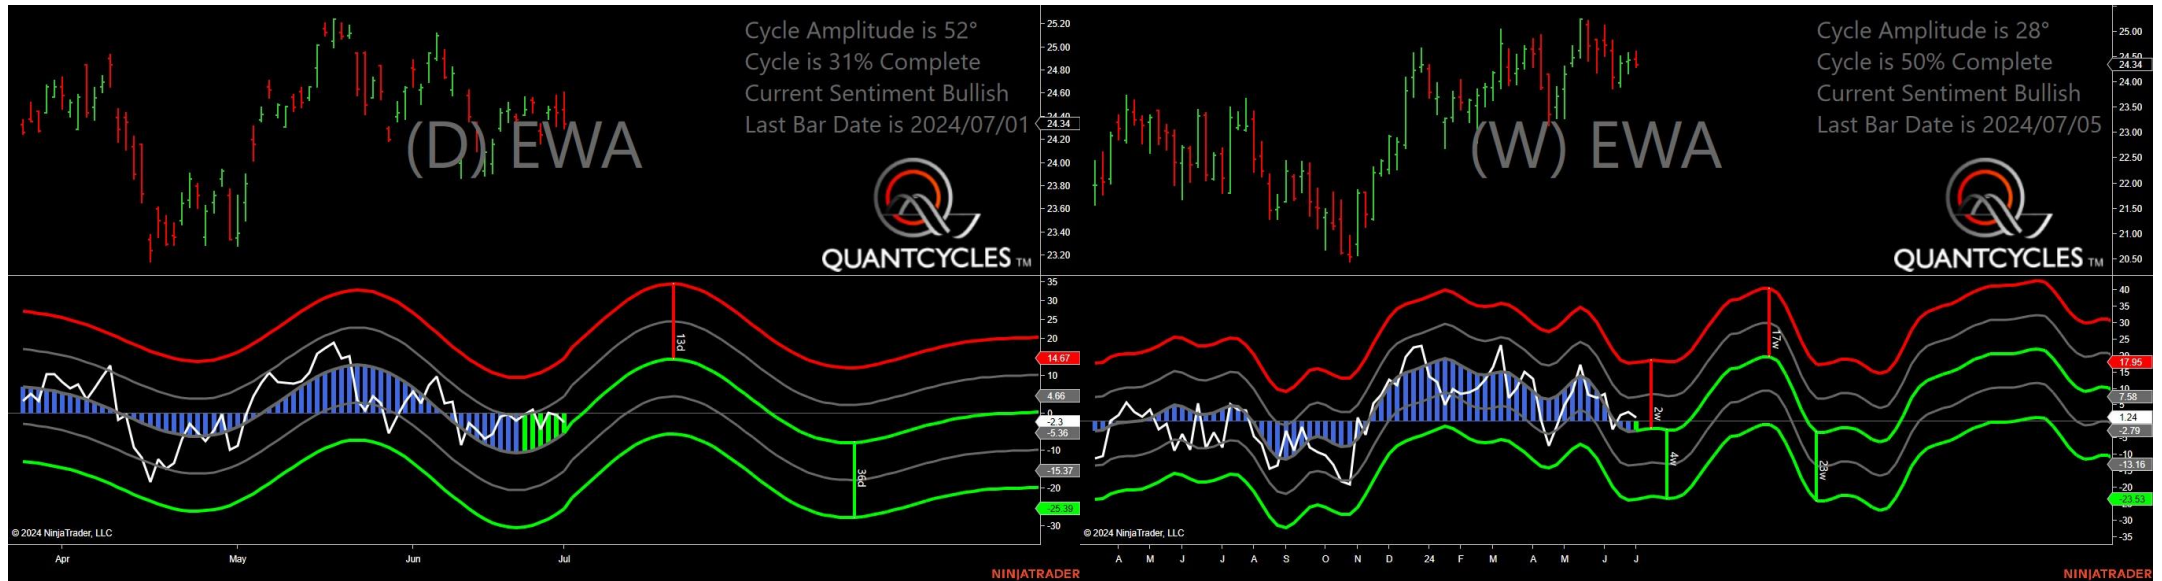 Cycle Amplitude is 52°
Cycle is 31% Complete
Current Sentiment Bullish
Last Bar Date is 2024/07/01
(D) EWA
QUANTCYCLES TM
25.20
25.00
24.80
24.60
24.40
24.34
24.20
24.00
23.80
23.60
23.40
23.20
35
30
25
20
14.67
10
4.66
0
-2.3
-5.36
-10
-15.37
-20
-25.39
-30
13d
36d
© 2024 NinjaTrader, LLC
Apr May Jun Jul
NINJATRADER
Cycle Amplitude is 28°
Cycle is 50% Complete
Current Sentiment Bullish
Last Bar Date is 2024/07/05
(W) EWA
QUANTCYCLES TM
25.00
24.50
24.34
24.00
23.50
23.00
22.50
22.00
21.50
21.00
20.50
40
35
30
25
17.95
15
10
7.58
5
1.24
-2.79
-5
-10
-13.16
-15
-20
-23.53
-30
-35
2w
4w
17w
23w
© 2024 NinjaTrader, LLC
A M J J A S O N D 24 F M A M J J
NINJATRADER